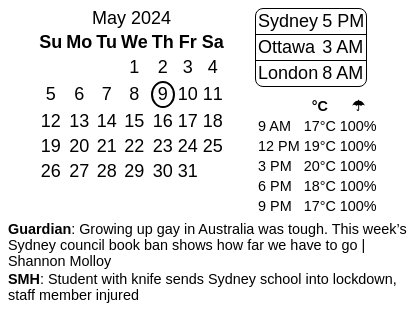 May 2024
Su Mo Tu We Th Fr Sa
1 2 3 4
5 6 7 8 9 10 11
12 13 14 15 16 17 18
19 20 21 22 23 24 25
26 27 28 29 30 31
Sydney 5 PM
Ottawa 3 AM
London 8 AM
°C ☂
9 AM 17°C 100%
12 PM 19°C 100%
3 PM 20°C 100%
6 PM 18°C 100%
9 PM 17°C 100%
Guardian: Growing up gay in Australia was tough. This week's
Sydney council book ban shows how far we have to go |
Shannon Molloy
SMH: Student with knife sends Sydney school into lockdown,
staff member injured